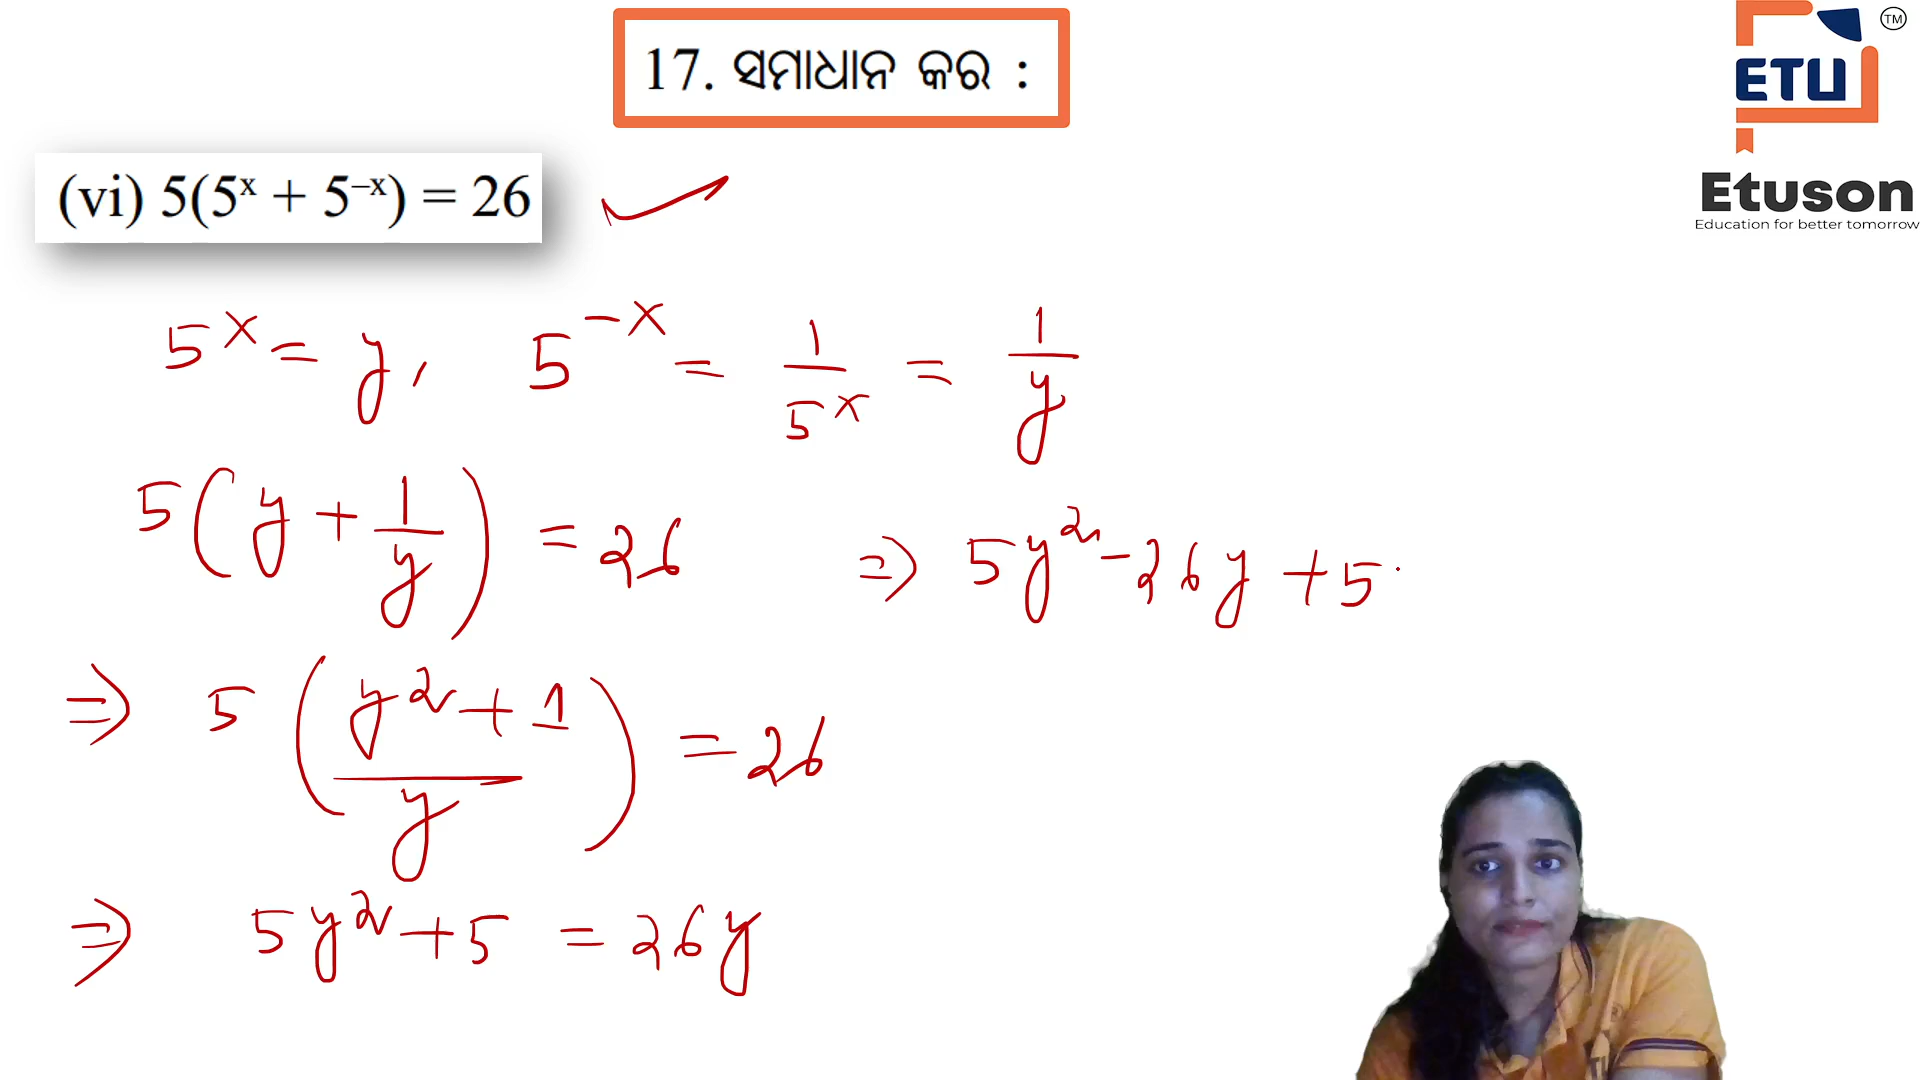 17. ସମାଧାନ କର :
TM
ETU
Etuson
Education for better tomorrow
(vi) 5(5ˣ + 5⁻ˣ) = 26
5ˣ = y, 5⁻ˣ = 1/5ˣ = 1/y
5(y + 1/y) = 26
⇒ 5((y² + 1)/y) = 26
⇒ 5y² + 5 = 26y
⇒ 5y² - 26y + 5